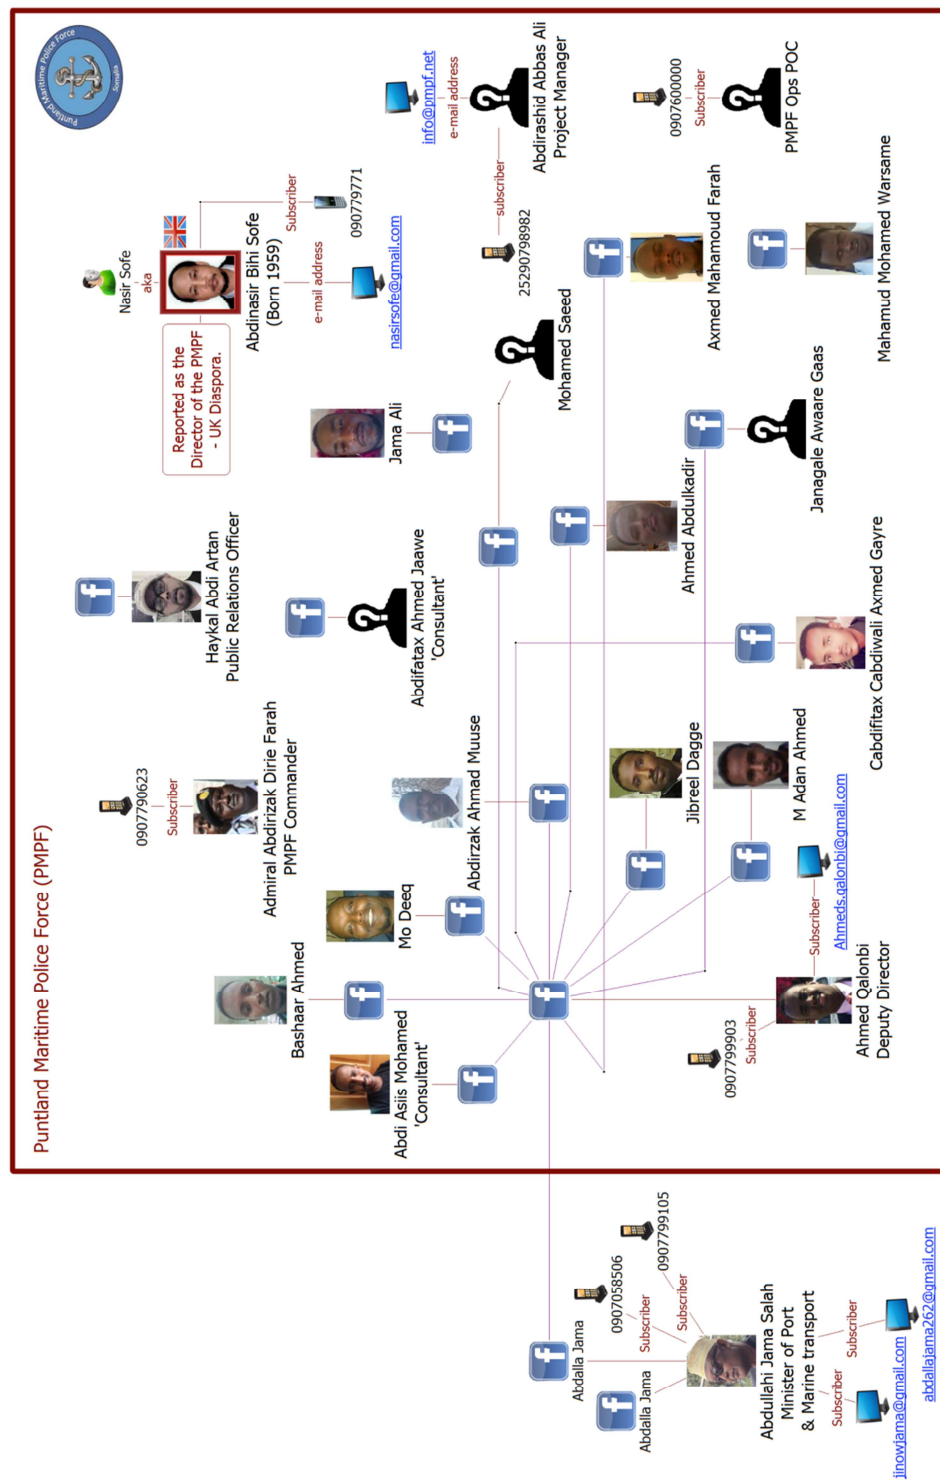 Puntland Maritime Police Force (PMPF)
Puntland Maritime Police Force
Somalia
Nasir Sofe
aka
Reported as the
Director of the PMPF
- UK Diaspora.
Abdinasir Bihi Sofe
(Born 1959)
Subscriber
090779771
e-mail address
nasirsofe@gmail.com
info@pmpf.net
e-mail address
Abdirashid Abbas Ali
Project Manager
subscriber
25290798982
0907600000
Subscriber
PMPF Ops POC
Haykal Abdi Artan
Public Relations Officer
0907790623
Subscriber
Admiral Abdirizak Dirie Farah
PMPF Commander
Abdifatax Ahmed Jaawe
'Consultant'
Jama Ali
Mohamed Saeed
Axmed Mahamoud Farah
Mahamud Mohamed Warsame
Bashaar Ahmed
Mo Deeq
Abdirzak Ahmad Muuse
Ahmed Abdulkadir
Janagale Awaare Gaas
Abdi Asiis Mohamed
'Consultant'
Jibreel Dagge
M Adan Ahmed
Cabdifitax Cabdiwali Axmed Gayre
0907799903
Subscriber
Ahmed Qalonbi
Deputy Director
Subscriber
Ahmeds.qalonbi@gmail.com
Abdalla Jama
Abdalla Jama
0907058506
Subscriber
0907799105
Subscriber
Abdullahi Jama Salah
Minister of Port
& Marine transport
Subscriber
jinowjama@gmail.com
Subscriber
abdallajama262@gmail.com